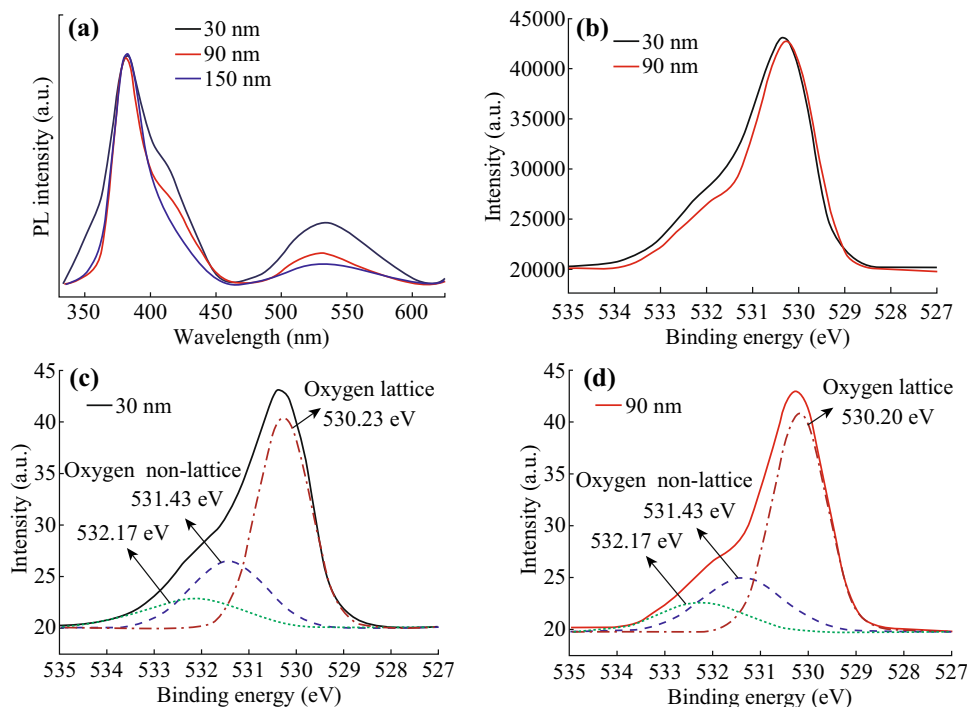 (a)
30 nm
90 nm
150 nm
PL intensity (a.u.)
350 400 450 500 550 600
Wavelength (nm)
(b)
30 nm
90 nm
45000
40000
35000
30000
25000
20000
Intensity (a.u.)
535 534 533 532 531 530 529 528 527
Binding energy (eV)
(c)
30 nm
Oxygen lattice
530.23 eV
Oxygen non-lattice
531.43 eV
532.17 eV
45
40
35
30
25
20
Intensity (a.u.)
535 534 533 532 531 530 529 528 527
Binding energy (eV)
(d)
90 nm
Oxygen lattice
530.20 eV
Oxygen non-lattice
531.43 eV
532.17 eV
45
40
35
30
25
20
Intensity (a.u.)
535 534 533 532 531 530 529 528 527
Binding energy (eV)